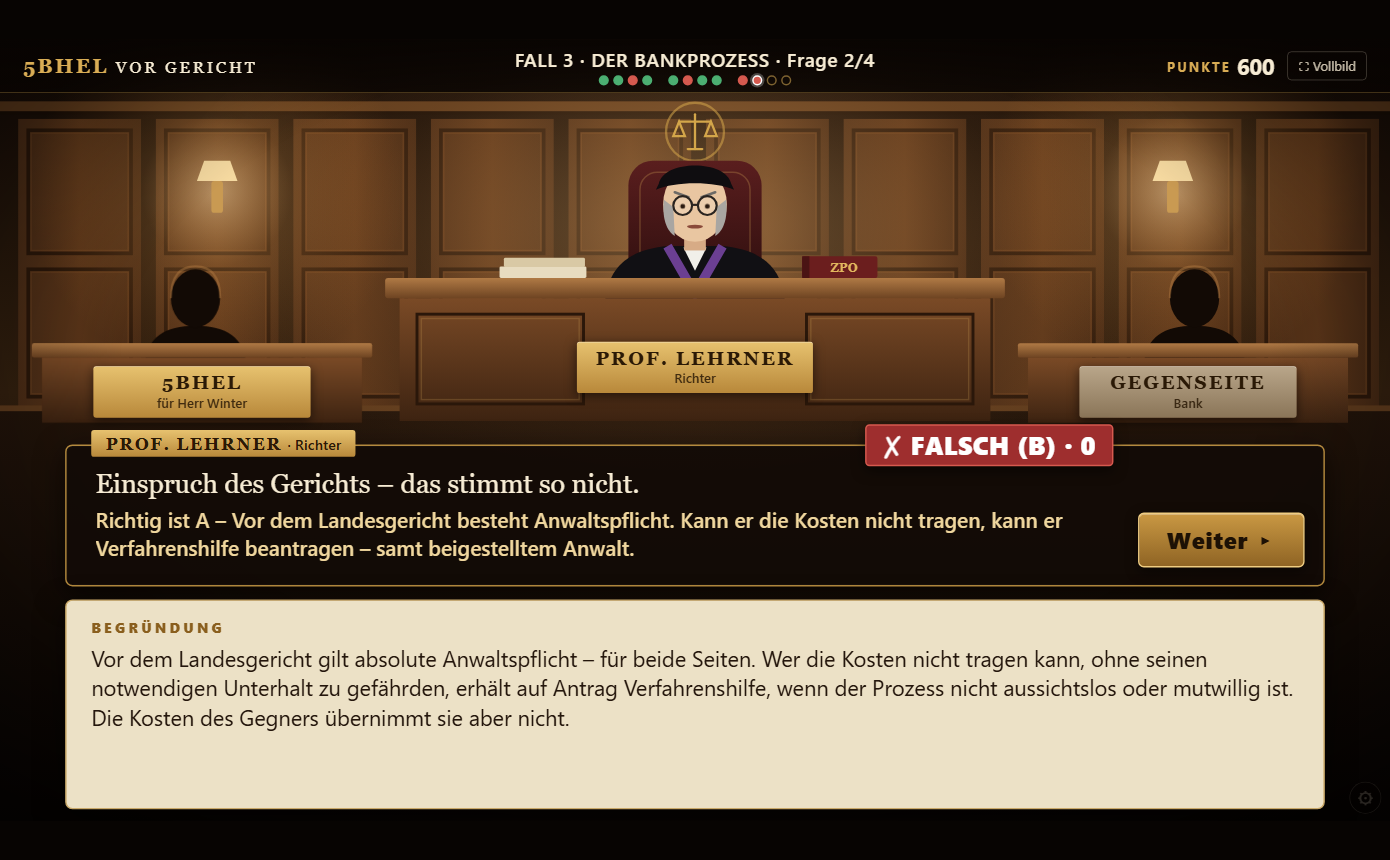 5BHEL VOR GERICHT
FALL 3 · DER BANKPROZESS · Frage 2/4
PUNKTE 600
Vollbild
ZPO
5BHEL
für Herr Winter
PROF. LEHRNER
Richter
GEGENSEITE
Bank
PROF. LEHRNER · Richter
✗ FALSCH (B) · 0
Einspruch des Gerichts – das stimmt so nicht.
Richtig ist A – Vor dem Landesgericht besteht Anwaltspflicht. Kann er die Kosten nicht tragen, kann er
Verfahrenshilfe beantragen – samt beigestelltem Anwalt.
Weiter ▸
BEGRÜNDUNG
Vor dem Landesgericht gilt absolute Anwaltspflicht – für beide Seiten. Wer die Kosten nicht tragen kann, ohne seinen
notwendigen Unterhalt zu gefährden, erhält auf Antrag Verfahrenshilfe, wenn der Prozess nicht aussichtslos oder mutwillig ist.
Die Kosten des Gegners übernimmt sie aber nicht.